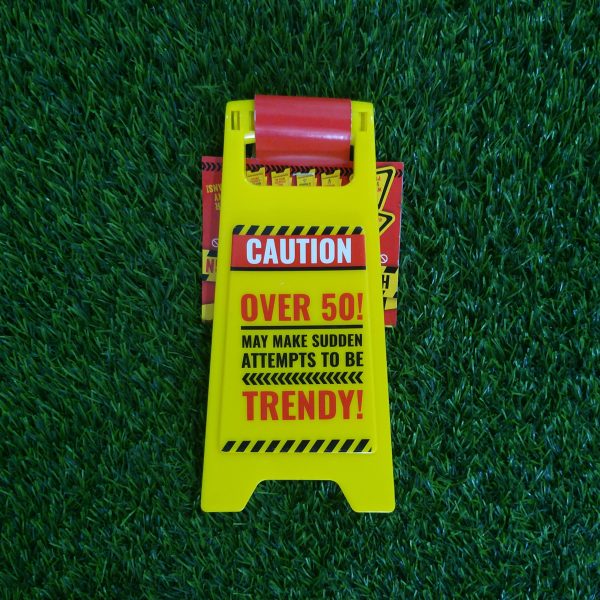 CAUTION
OVER 50!
MAY MAKE SUDDEN
ATTEMPTS TO BE
TRENDY!